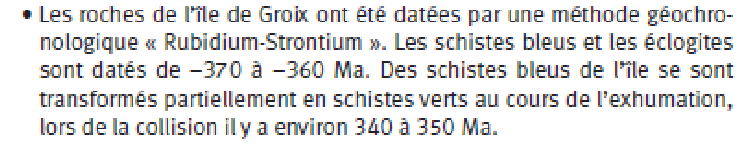 • Les roches de l'île de Groix ont été datées par une méthode géochro-
nologique « Rubidium-Strontium ». Les schistes bleus et les éclogites
sont datés de –370 à –360 Ma. Des schistes bleus de l'île se sont
transformés partiellement en schistes verts au cours de l'exhumation,
lors de la collision il y a environ 340 à 350 Ma.